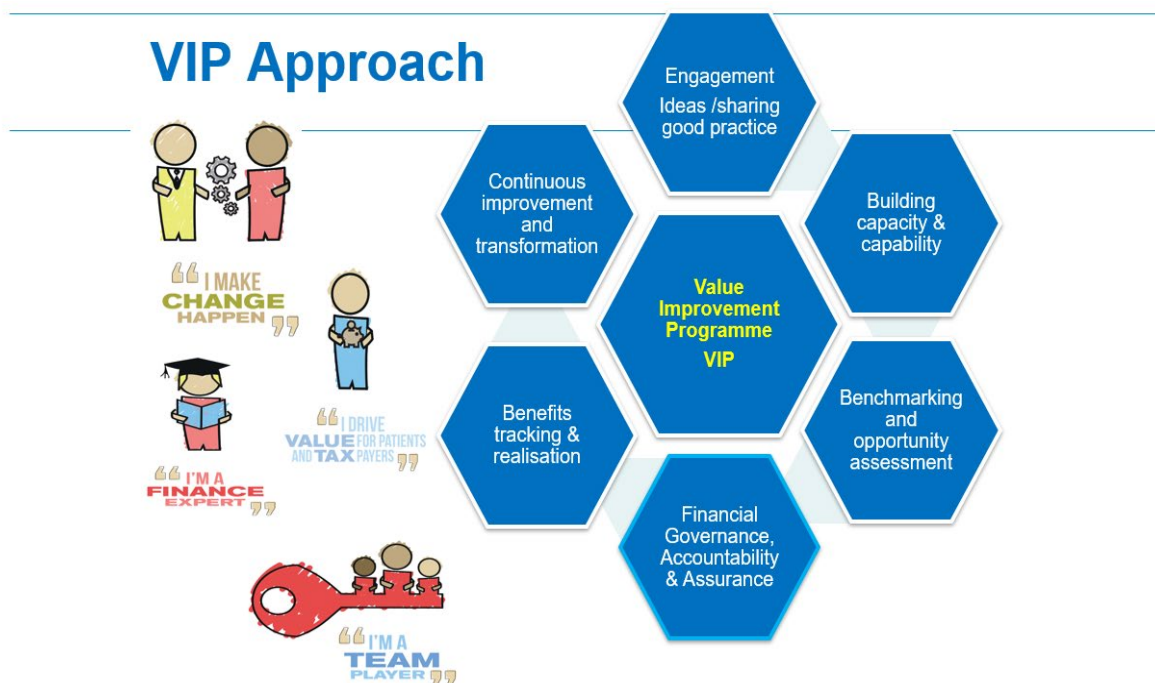 VIP Approach
Engagement
Ideas /sharing
good practice
Continuous
improvement
and
transformation
Building
capacity &
capability
Value
Improvement
Programme
VIP
Benefits
tracking &
realisation
Benchmarking
and
opportunity
assessment
Financial
Governance,
Accountability
& Assurance
“ I MAKE
CHANGE
HAPPEN ”
“ I DRIVE
VALUE FOR PATIENTS
AND TAX PAYERS ”
“ I'M A
FINANCE
EXPERT ”
“ I'M A
TEAM
PLAYER ”